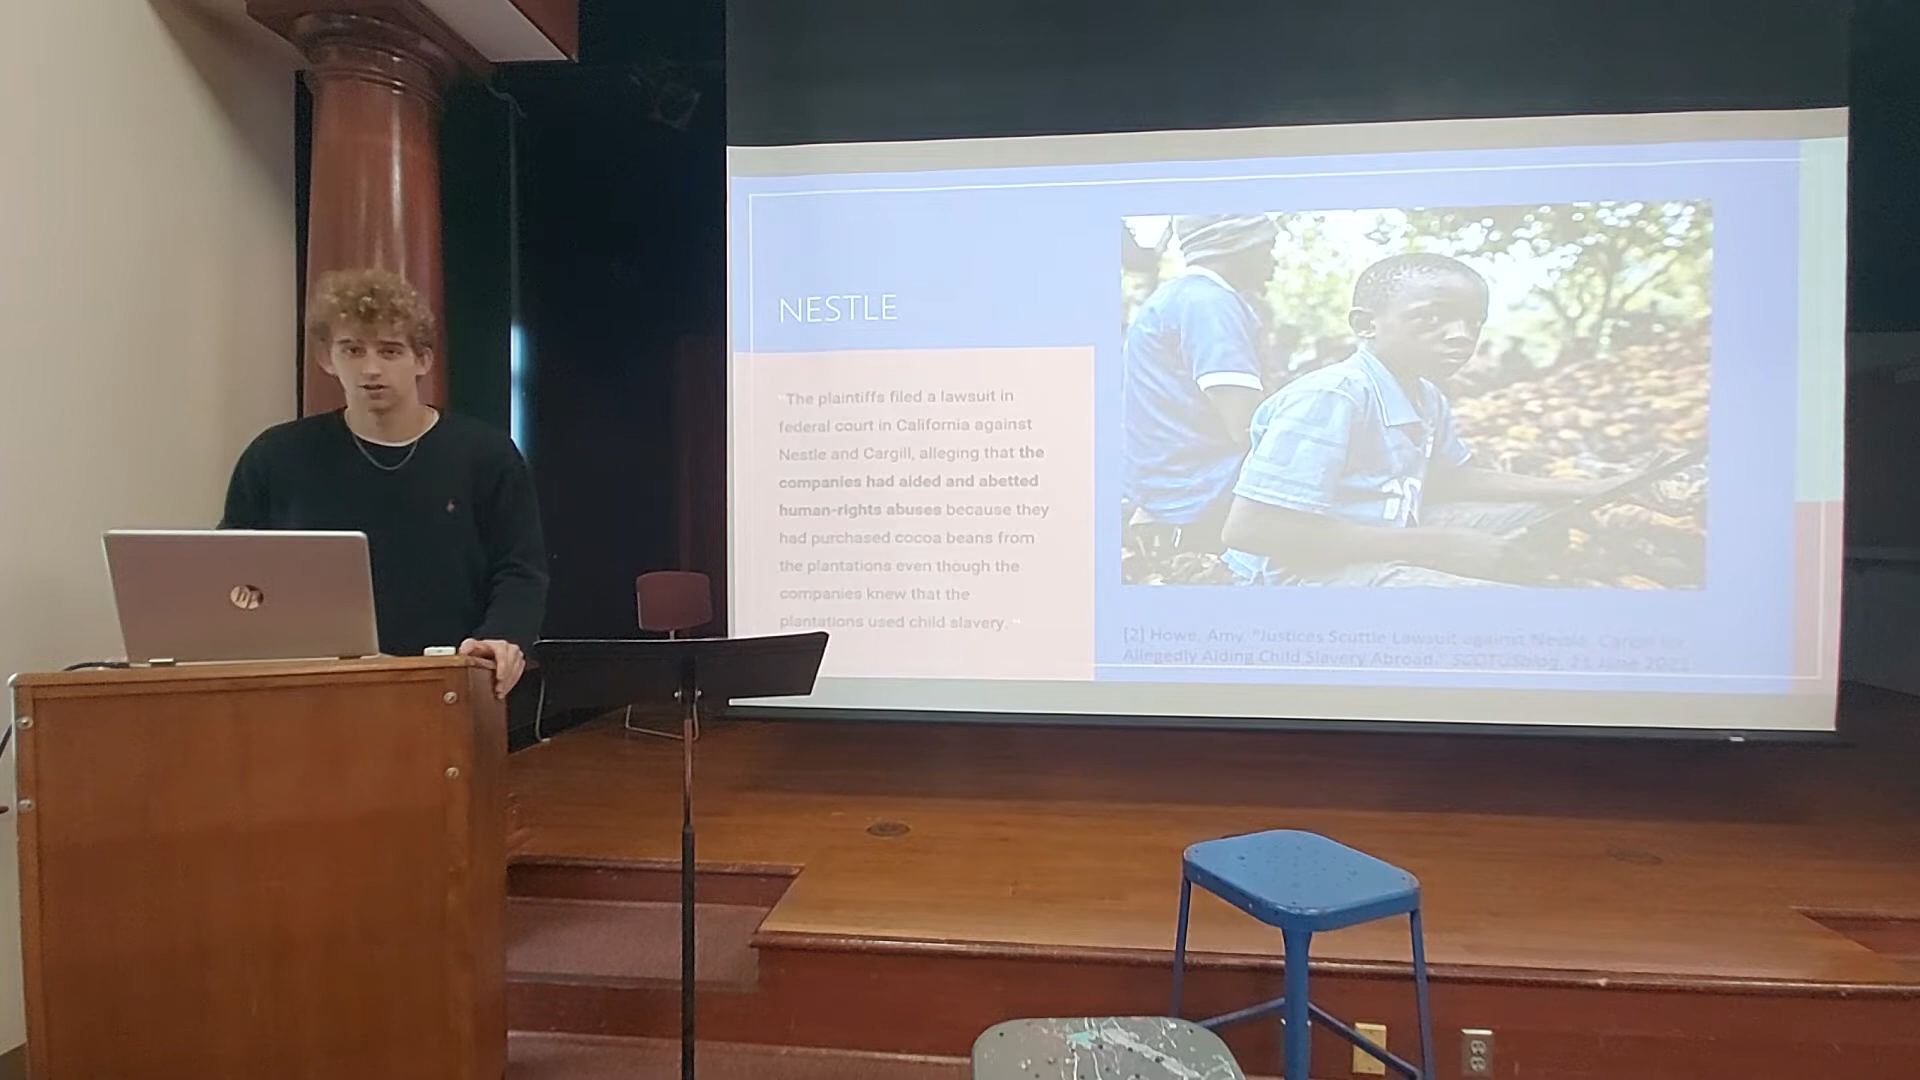 NESTLE
"The plaintiffs filed a lawsuit in
federal court in California against
Nestle and Cargill, alleging that the
companies had aided and abetted
human-rights abuses because they
had purchased cocoa beans from
the plantations even though the
companies knew that the
plantations used child slavery. "
[2] Howe, Amy. "Justices Scuttle Lawsuit against Nestle, Cargill for
Allegedly Aiding Child Slavery Abroad." SCOTUSblog, June
hp